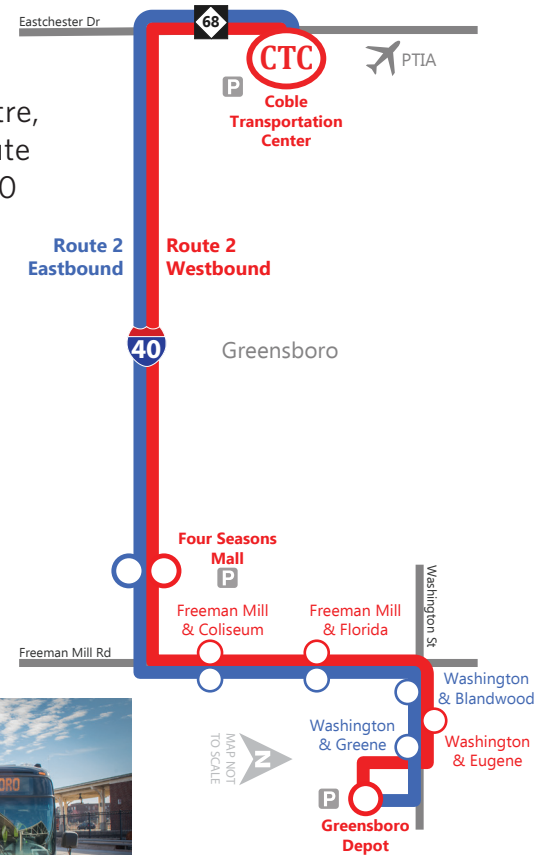 Eastchester Dr
68
CTC
PTIA
P
Coble
Transportation
Center
tre,
te
0
Route 2
Eastbound
Route 2
Westbound
40
Greensboro
Four Seasons
Mall
P
Freeman Mill
& Coliseum
Freeman Mill
& Florida
Washington St
Freeman Mill Rd
Washington
& Blandwood
Washington
& Greene
Washington
& Eugene
MAP NOT
TO SCALE
N
P
Greensboro
Depot
ORO